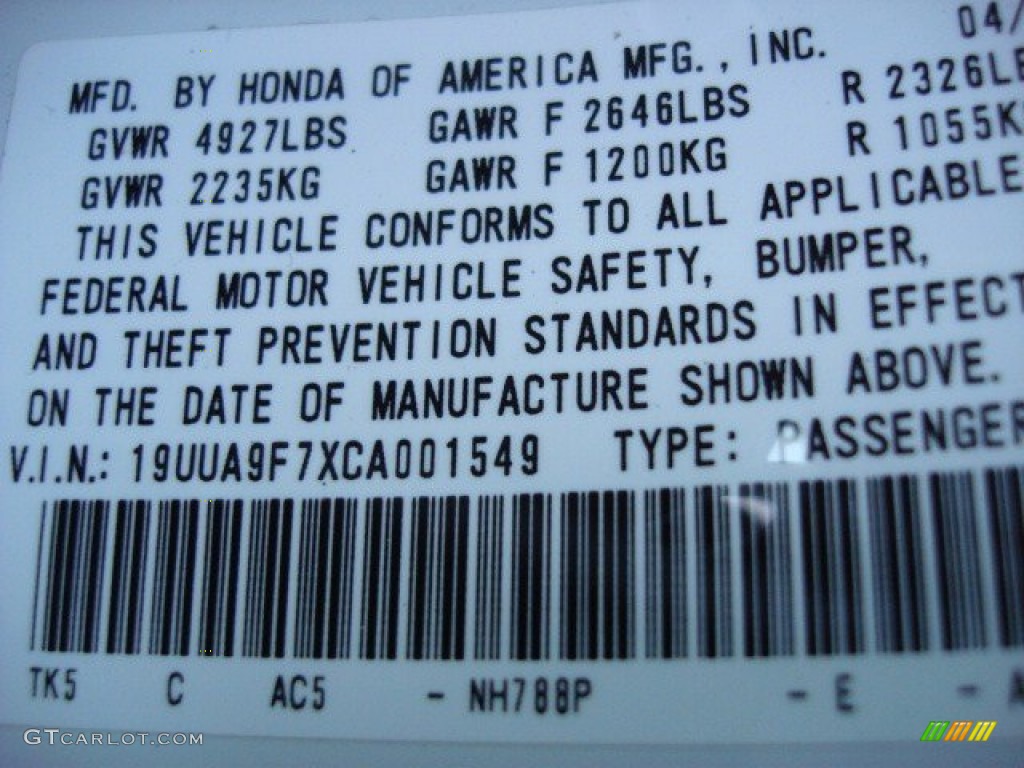 04/
MFD. BY HONDA OF AMERICA MFG., INC.
GVWR 4927LBS GAWR F 2646LBS R 2326LE
GVWR 2235KG GAWR F 1200KG R 1055K
THIS VEHICLE CONFORMS TO ALL APPLICABLE
FEDERAL MOTOR VEHICLE SAFETY, BUMPER,
AND THEFT PREVENTION STANDARDS IN EFFECT
ON THE DATE OF MANUFACTURE SHOWN ABOVE.
V.I.N.: 19UUA9F7XCA001549 TYPE: PASSENGER
TK5 C AC5 - NH788P - E - A
GTCARLOT.COM